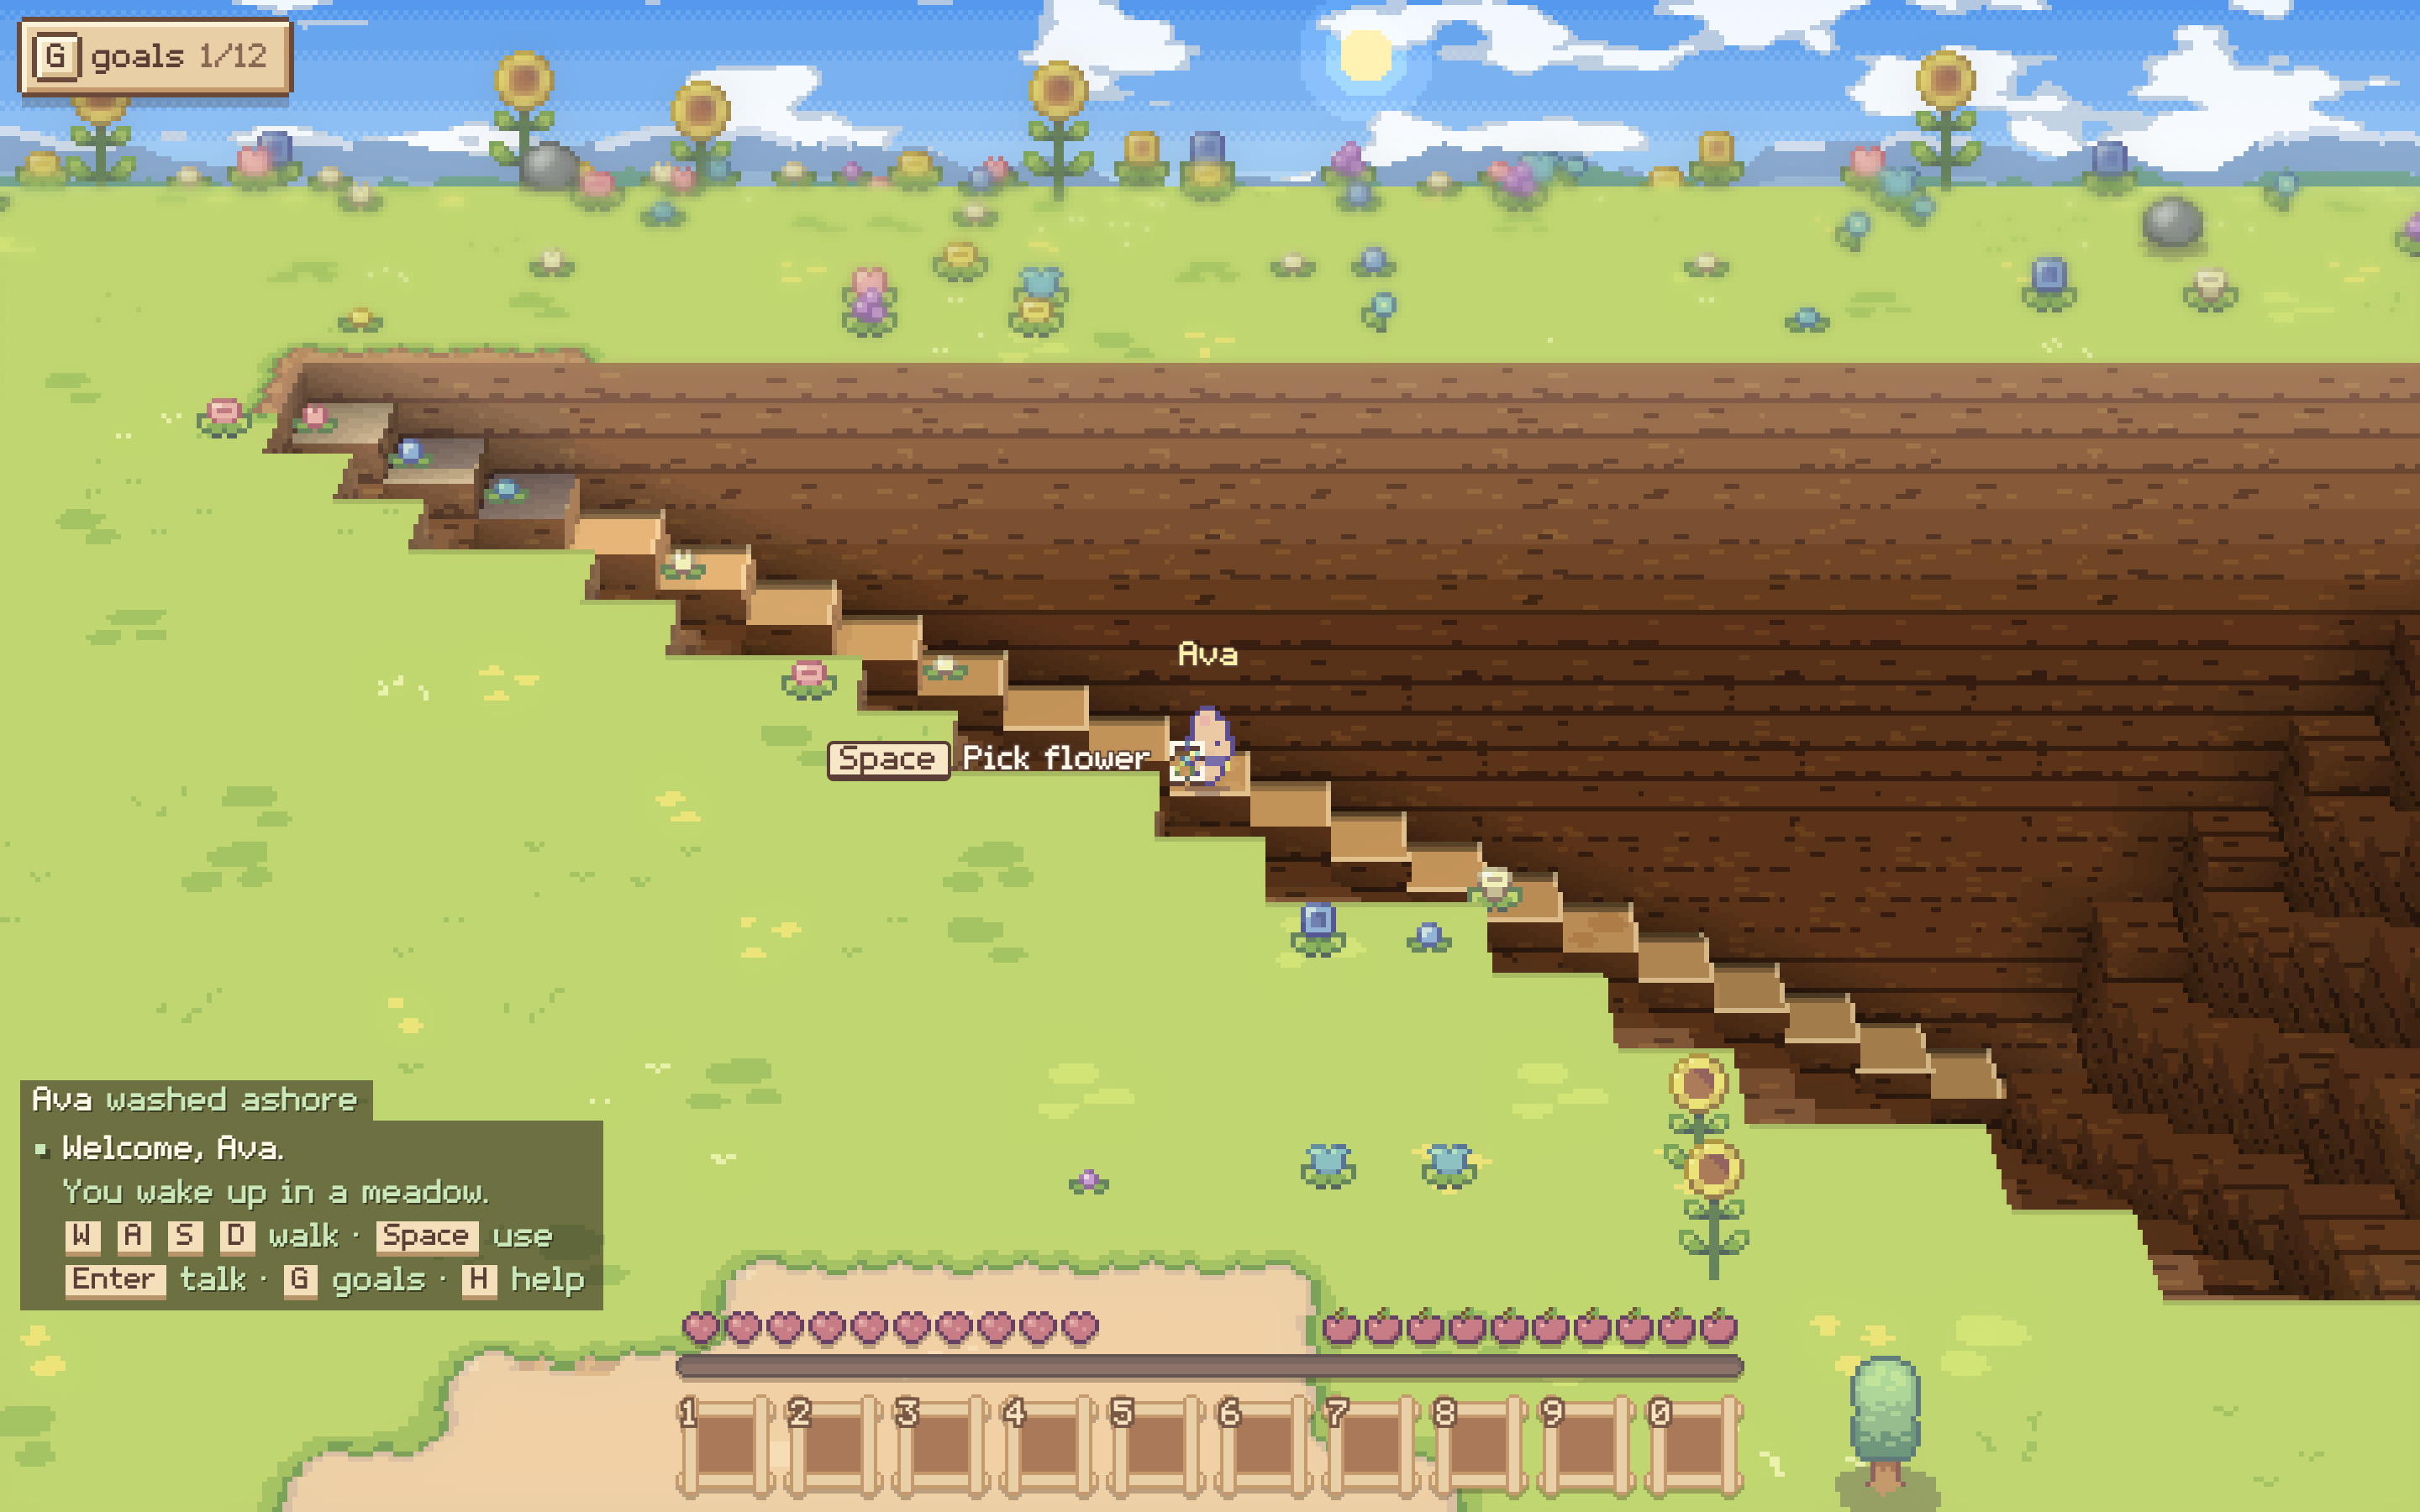 G goals 1/12
Ava
Space Pick flower
Ava washed ashore
Welcome, Ava.
You wake up in a meadow.
W A S D walk · Space use
Enter talk · G goals · H help
1 2 3 4 5 6 7 8 9 0